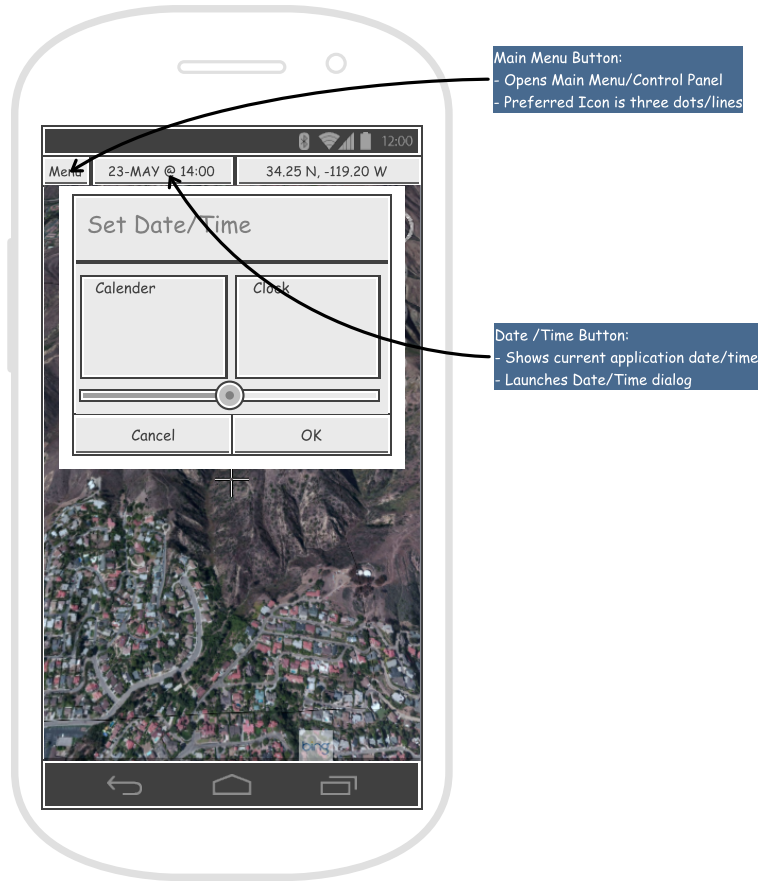 Main Menu Button:
- Opens Main Menu/Control Panel
- Preferred Icon is three dots/lines
12:00
Menu
23-MAY @ 14:00
34.25 N, -119.20 W
Set Date/Time
Calender
Clock
Date /Time Button:
- Shows current application date/time
- Launches Date/Time dialog
Cancel
OK
bing